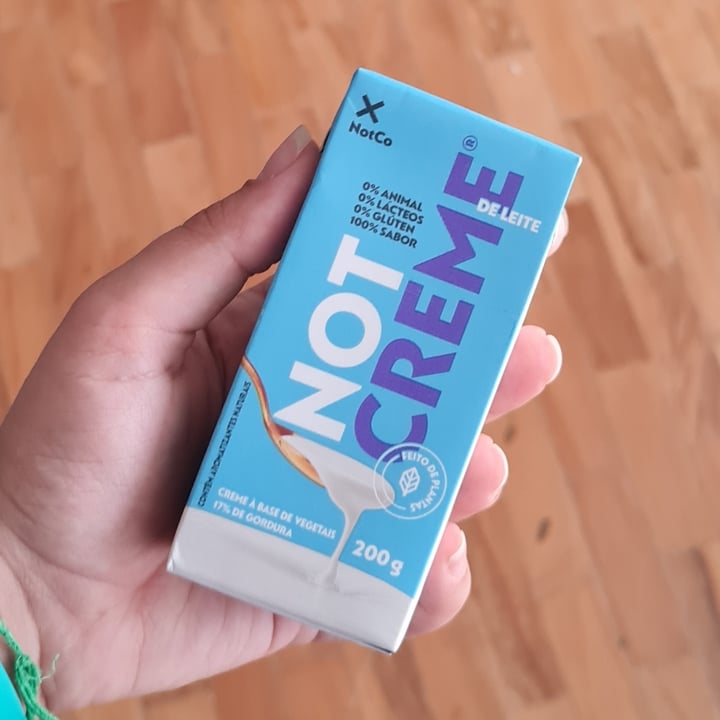 NotCo
0% ANIMAL
0% LÁCTEOS
0% GLÚTEN
100% SABOR
NOT
CREME®
DE LEITE
FEITO DE PLANTAS
CONTÉM AROMATIZANTES NATURAIS
CREME À BASE DE VEGETAIS
17% DE GORDURA
200g